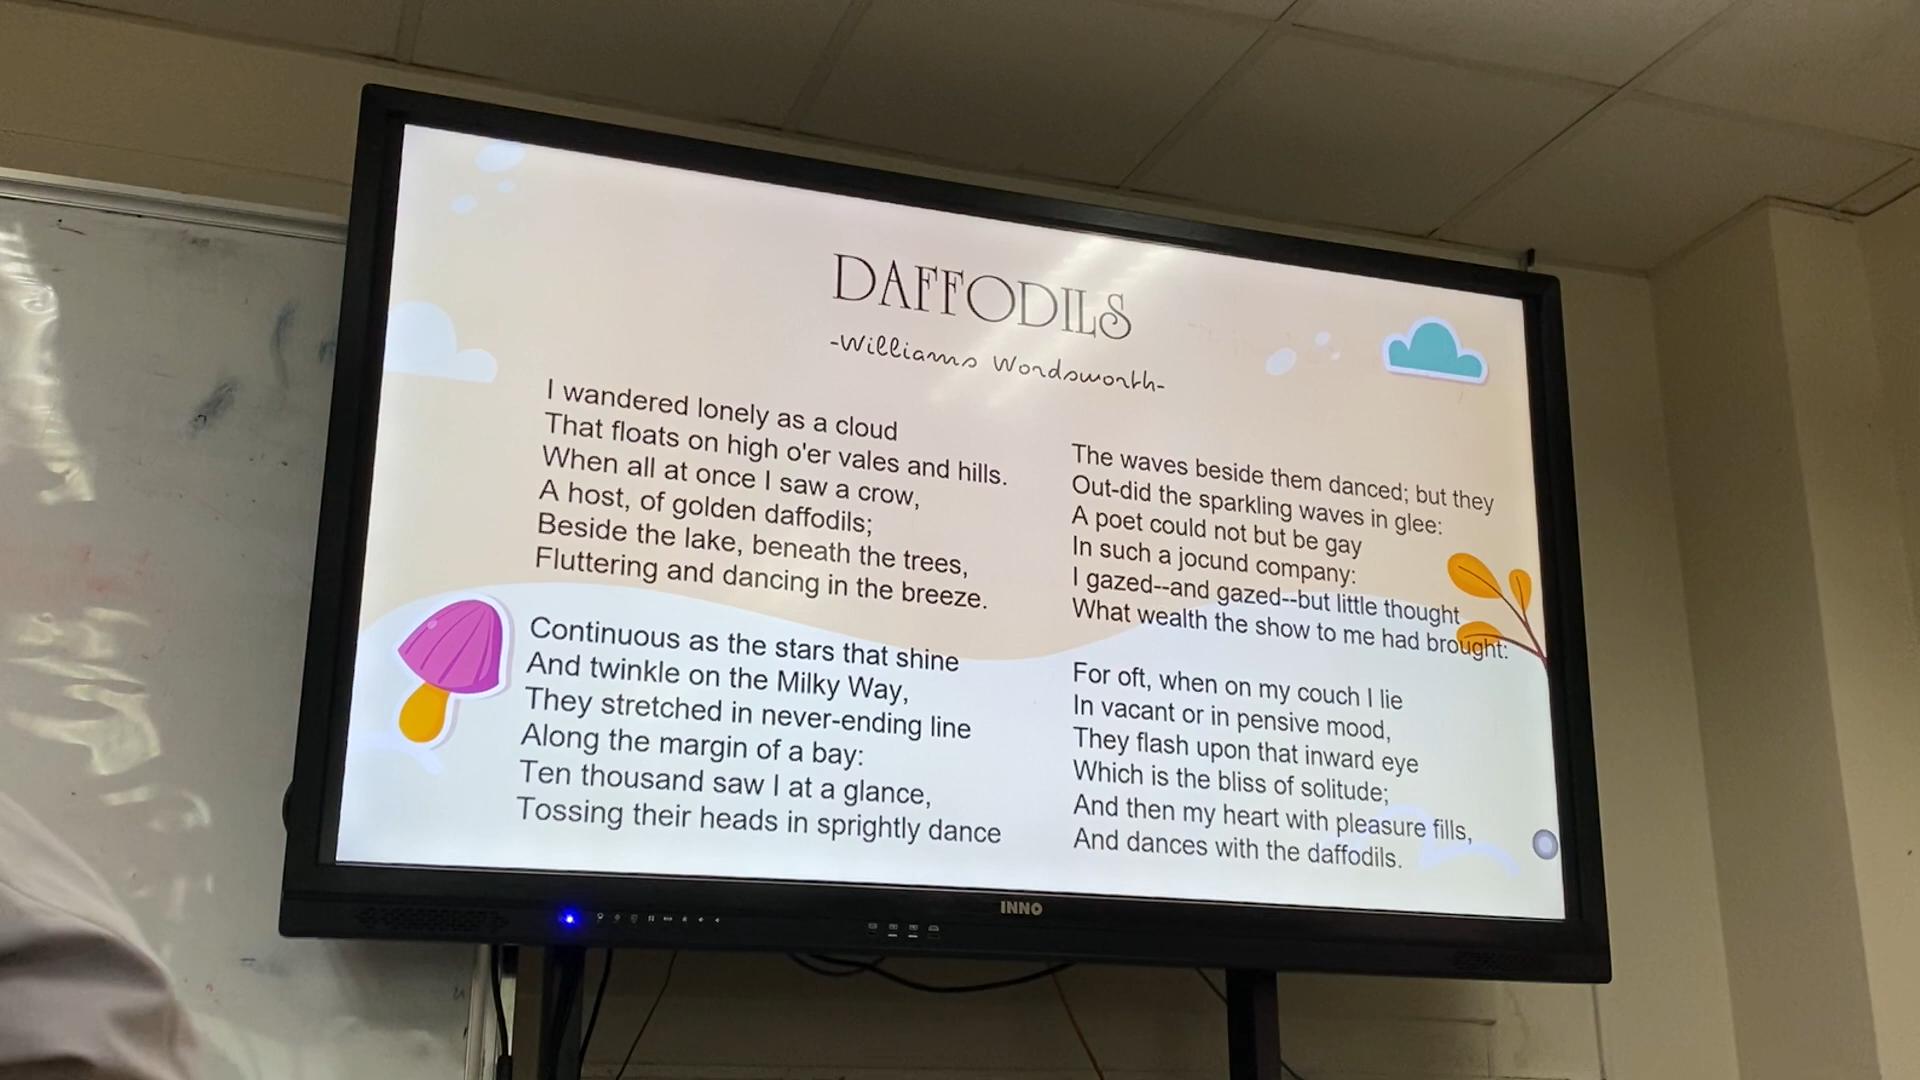 DAFFODILS
-Williams Wordsworth-
I wandered lonely as a cloud
That floats on high o'er vales and hills.
When all at once I saw a crow,
A host, of golden daffodils;
Beside the lake, beneath the trees,
Fluttering and dancing in the breeze.
Continuous as the stars that shine
And twinkle on the Milky Way,
They stretched in never-ending line
Along the margin of a bay:
Ten thousand saw I at a glance,
Tossing their heads in sprightly dance
The waves beside them danced; but they
Out-did the sparkling waves in glee:
A poet could not but be gay
In such a jocund company:
I gazed--and gazed--but little thought
What wealth the show to me had brought:
For oft, when on my couch I lie
In vacant or in pensive mood,
They flash upon that inward eye
Which is the bliss of solitude;
And then my heart with pleasure fills,
And dances with the daffodils.
INNO